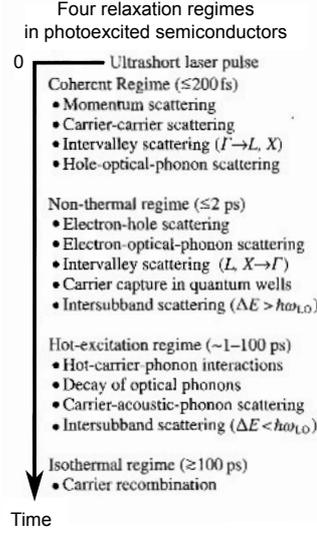 Four relaxation regimes
in photoexcited semiconductors
0
Ultrashort laser pulse
Coherent Regime (≤200 fs)
• Momentum scattering
• Carrier-carrier scattering
• Intervalley scattering (Γ→L, X)
• Hole-optical-phonon scattering
Non-thermal regime (≤2 ps)
• Electron-hole scattering
• Electron-optical-phonon scattering
• Intervalley scattering (L, X→Γ)
• Carrier capture in quantum wells
• Intersubband scattering (ΔE > ħω_LO)
Hot-excitation regime (~1–100 ps)
• Hot-carrier-phonon interactions
• Decay of optical phonons
• Carrier-acoustic-phonon scattering
• Intersubband scattering (ΔE < ħω_LO)
Isothermal regime (≥100 ps)
• Carrier recombination
Time